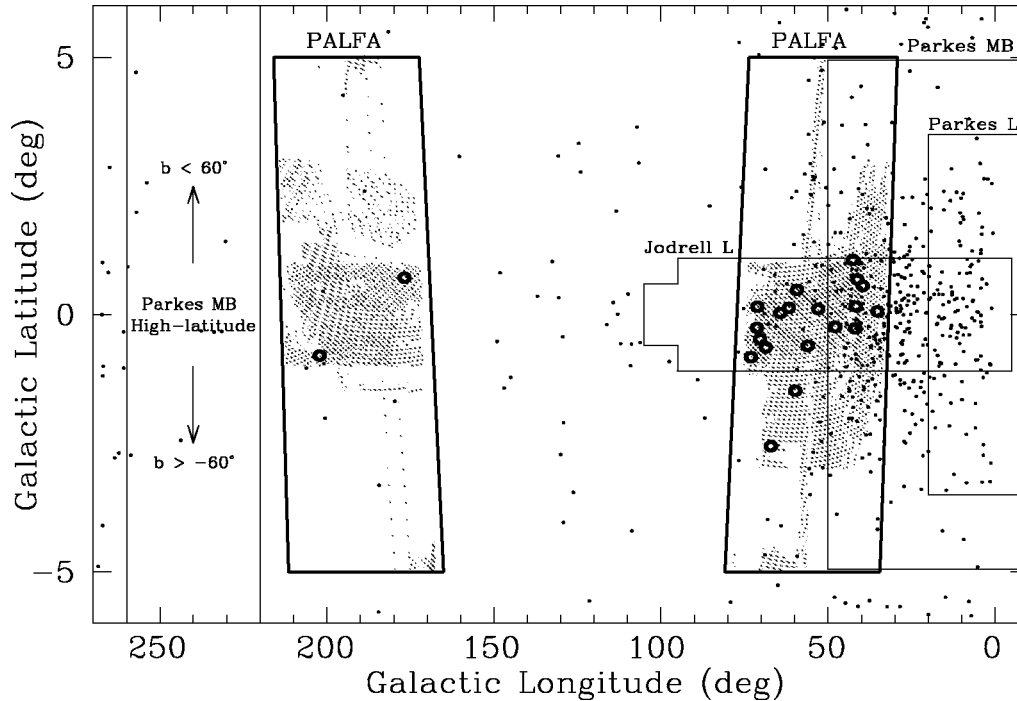 PALFA
PALFA
Parkes MB
Parkes L
Jodrell L
b < 60°
Parkes MB
High-latitude
b > −60°
5
0
−5
Galactic Latitude (deg)
250
200
150
100
50
0
Galactic Longitude (deg)